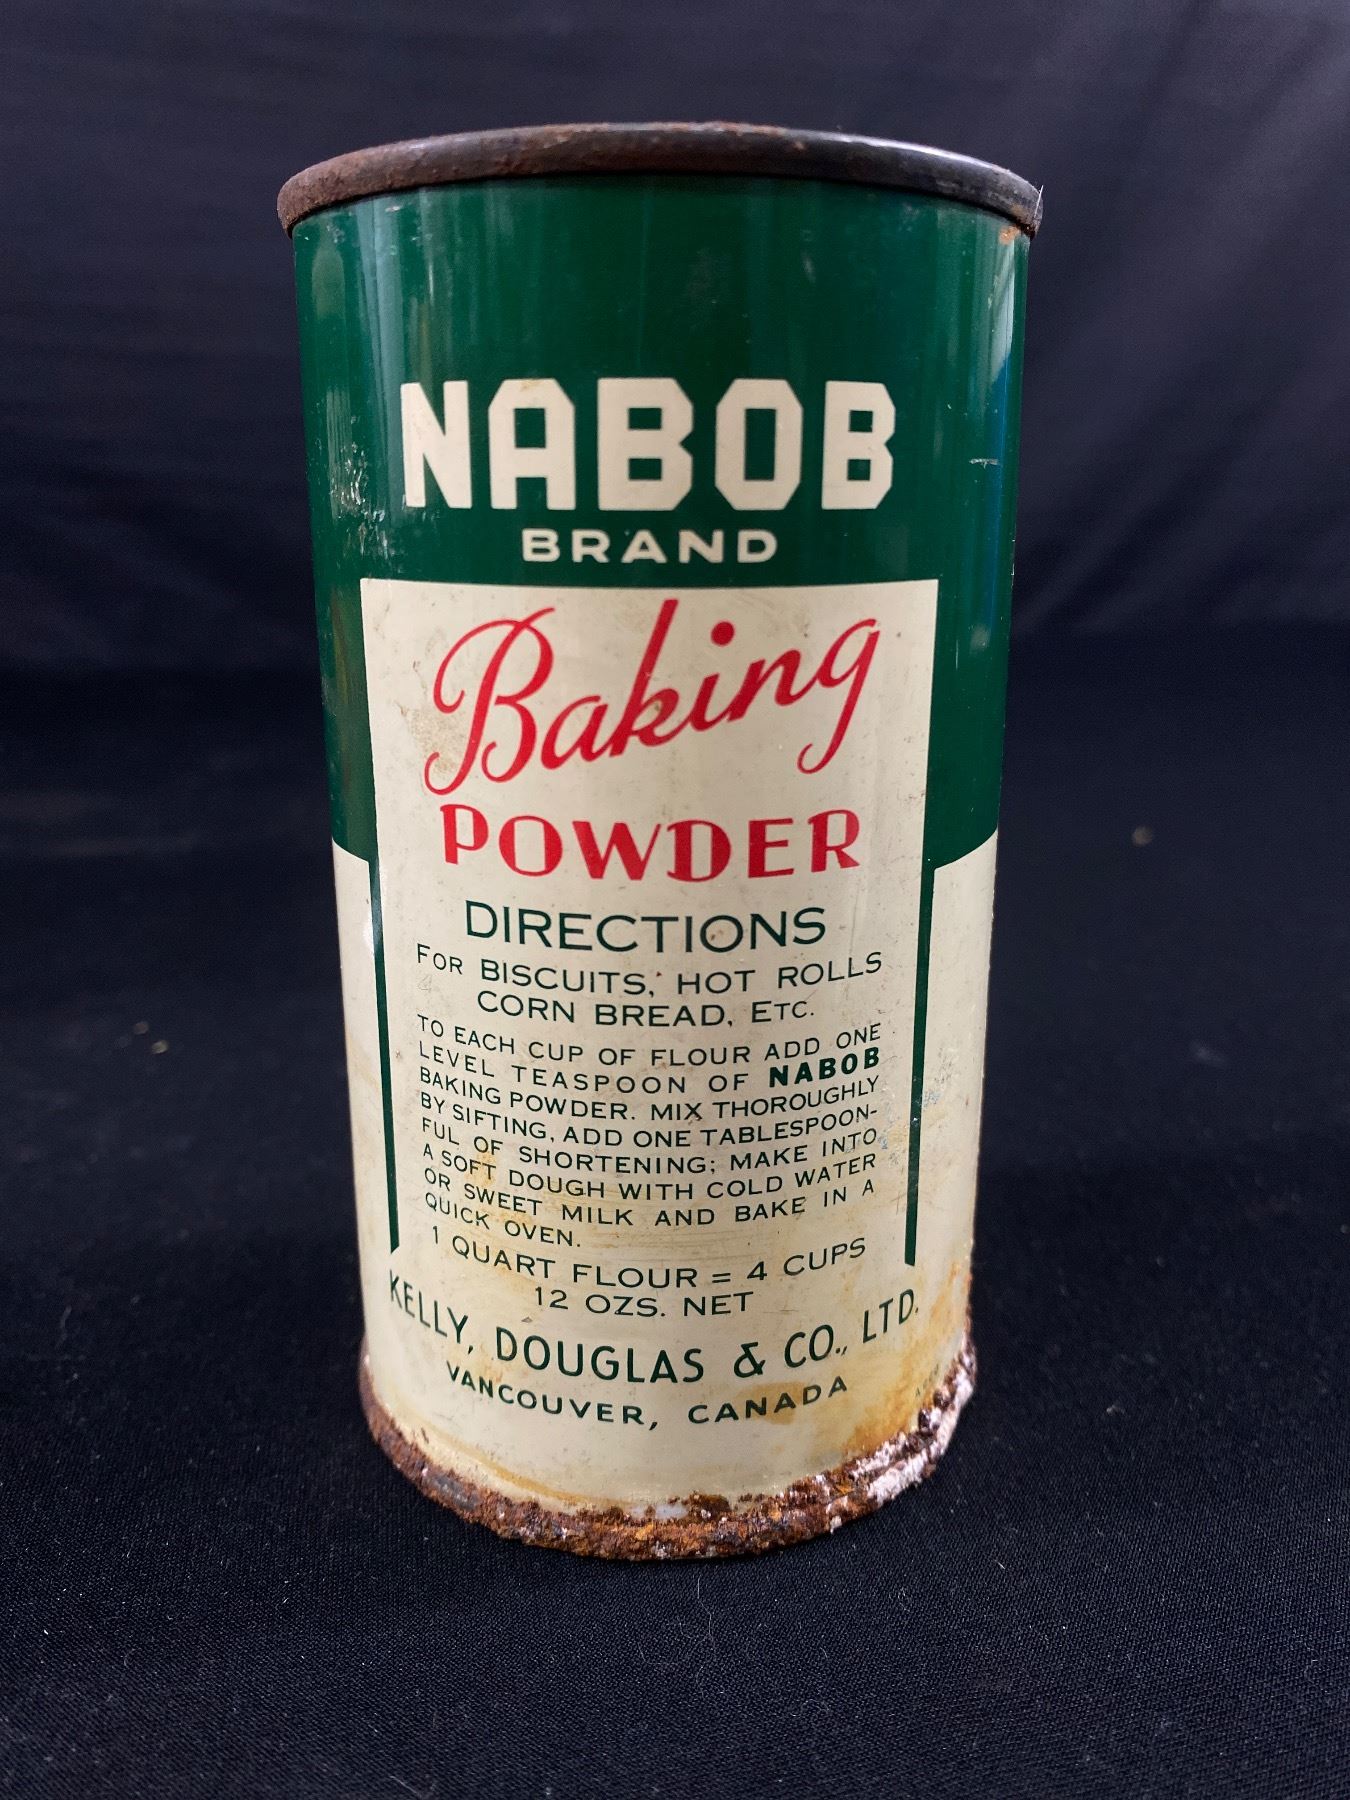 NABOB
BRAND
Baking
POWDER
DIRECTIONS
FOR BISCUITS, HOT ROLLS
CORN BREAD, ETC.
TO EACH CUP OF FLOUR ADD ONE
LEVEL TEASPOON OF NABOB
BAKING POWDER. MIX THOROUGHLY
BY SIFTING, ADD ONE TABLESPOON-
FUL OF SHORTENING; MAKE INTO
A SOFT DOUGH WITH COLD WATER
OR SWEET MILK AND BAKE IN A
QUICK OVEN.
1 QUART FLOUR = 4 CUPS
12 OZS. NET
KELLY, DOUGLAS & CO., LTD.
VANCOUVER, CANADA